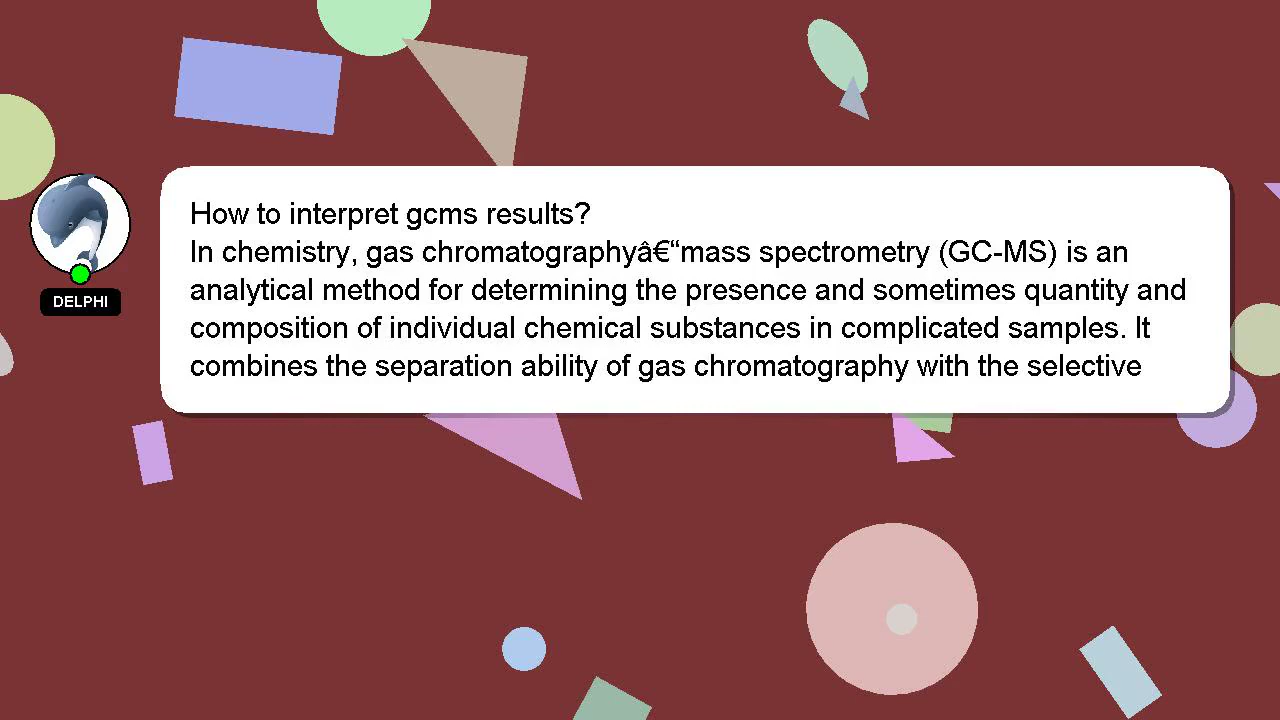 How to interpret gcms results?
In chemistry, gas chromatographyâ€“mass spectrometry (GC-MS) is an
analytical method for determining the presence and sometimes quantity and
composition of individual chemical substances in complicated samples. It
combines the separation ability of gas chromatography with the selective
DELPHI